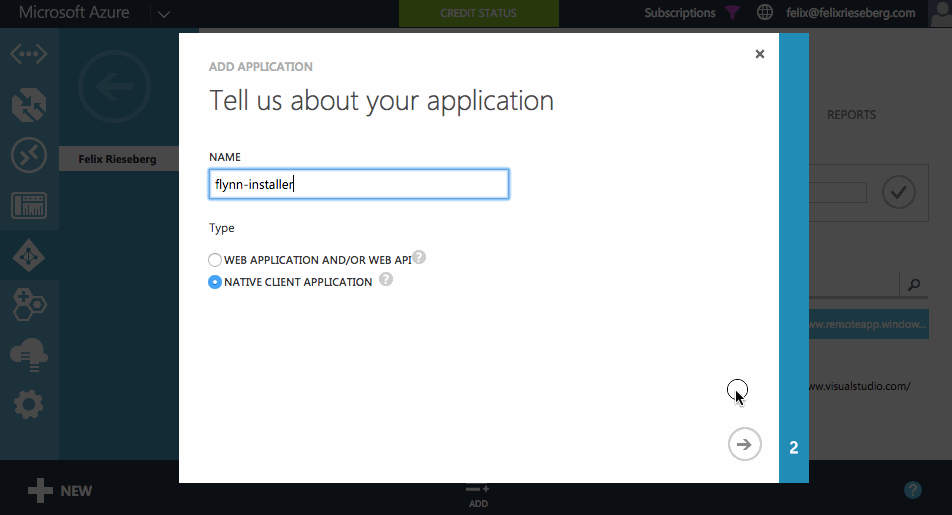 Microsoft Azure
CREDIT STATUS
Subscriptions
felix@felixrieseberg.com
ADD APPLICATION
Tell us about your application
REPORTS
Felix Rieseberg
NAME
flynn-installer
Type
WEB APPLICATION AND/OR WEB API ?
NATIVE CLIENT APPLICATION ?
ww.remoteapp.window...
ww.visualstudio.com/
2
NEW
ADD
?